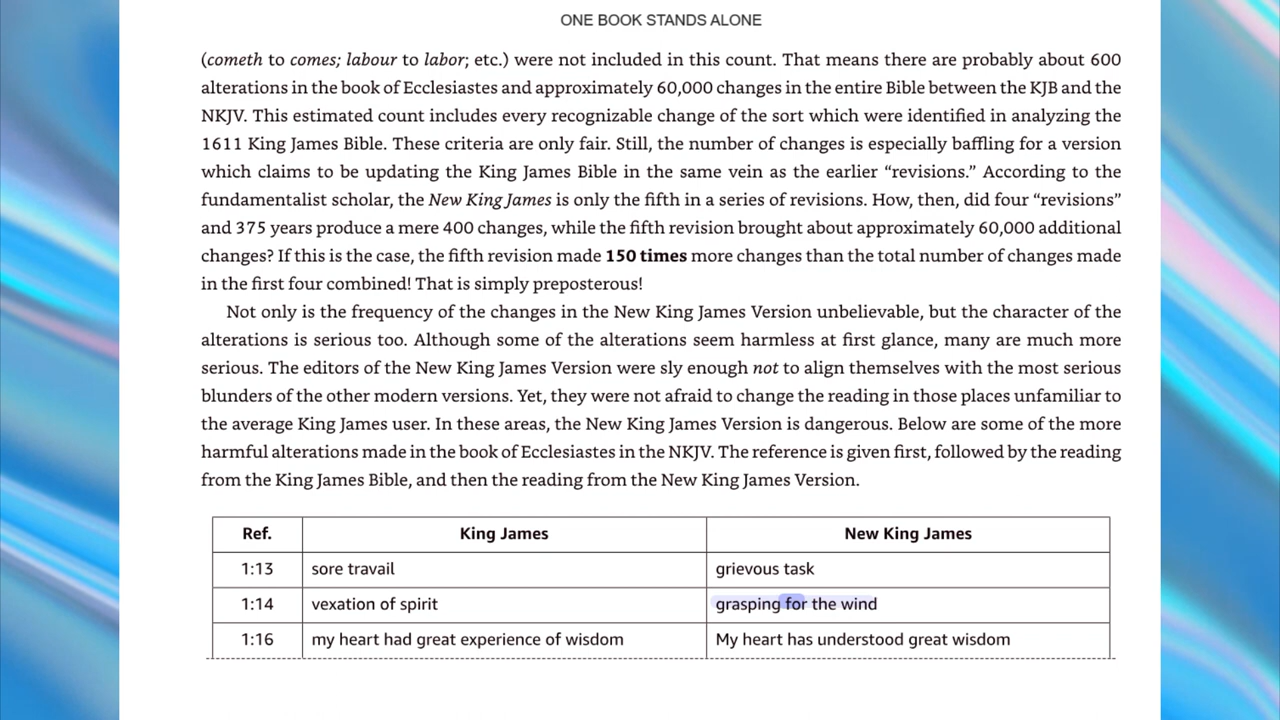 ONE BOOK STANDS ALONE
(cometh to comes; labour to labor; etc.) were not included in this count. That means there are probably about 600
alterations in the book of Ecclesiastes and approximately 60,000 changes in the entire Bible between the KJB and the
NKJV. This estimated count includes every recognizable change of the sort which were identified in analyzing the
1611 King James Bible. These criteria are only fair. Still, the number of changes is especially baffling for a version
which claims to be updating the King James Bible in the same vein as the earlier “revisions.” According to the
fundamentalist scholar, the New King James is only the fifth in a series of revisions. How, then, did four “revisions”
and 375 years produce a mere 400 changes, while the fifth revision brought about approximately 60,000 additional
changes? If this is the case, the fifth revision made 150 times more changes than the total number of changes made
in the first four combined! That is simply preposterous!
Not only is the frequency of the changes in the New King James Version unbelievable, but the character of the
alterations is serious too. Although some of the alterations seem harmless at first glance, many are much more
serious. The editors of the New King James Version were sly enough not to align themselves with the most serious
blunders of the other modern versions. Yet, they were not afraid to change the reading in those places unfamiliar to
the average King James user. In these areas, the New King James Version is dangerous. Below are some of the more
harmful alterations made in the book of Ecclesiastes in the NKJV. The reference is given first, followed by the reading
from the King James Bible, and then the reading from the New King James Version.
Ref. King James New King James
1:13 sore travail grievous task
1:14 vexation of spirit grasping for the wind
1:16 my heart had great experience of wisdom My heart has understood great wisdom